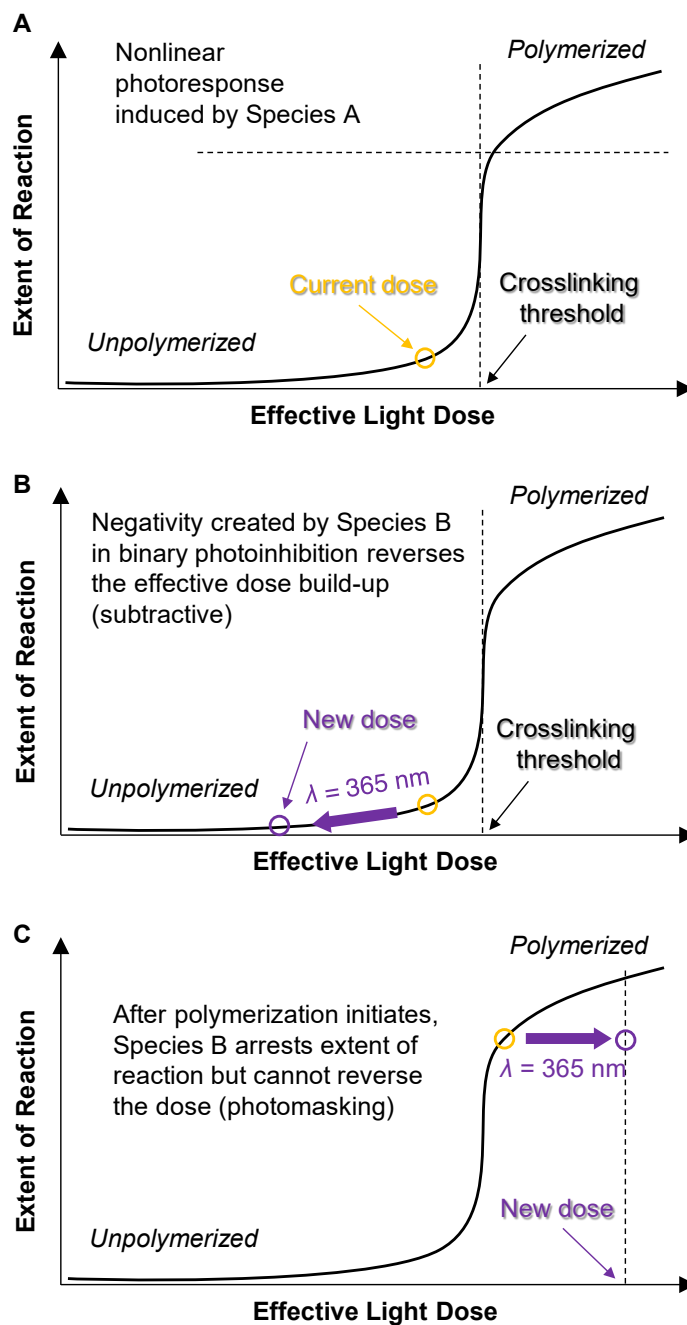 A
Nonlinear
photoresponse
induced by Species A
Polymerized
Current dose
Crosslinking
threshold
Unpolymerized
Extent of Reaction
Effective Light Dose
B
Negativity created by Species B
in binary photoinhibition reverses
the effective dose build-up
(subtractive)
Polymerized
New dose
λ = 365 nm
Crosslinking
threshold
Unpolymerized
Extent of Reaction
Effective Light Dose
C
Polymerized
After polymerization initiates,
Species B arrests extent of
reaction but cannot reverse
the dose (photomasking)
λ = 365 nm
New dose
Unpolymerized
Extent of Reaction
Effective Light Dose